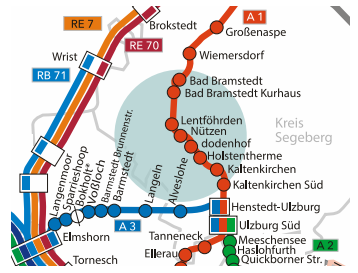 RE 7
Brokstedt
A 1
Großenaspe
RE 70
Wrist
Wiemersdorf
RB 71
Bad Bramstedt
Bad Bramstedt Kurhaus
Lentföhrden
Nützen
dodenhof
Holstentherme
Kaltenkirchen
Kaltenkirchen Süd
Kreis
Segeberg
Langenmoor
Sparrieshoop
Bokholt*
Voßloch
Barmstedt Brunnenstr.
Barmstedt
Langeln
Alveslohe
Henstedt-Ulzburg
A 3
Ulzburg Süd
Elmshorn
Tanneck
Meeschensee
A 2
Haslohfurth
Ellerau
Quickborner Str.
Tornesch